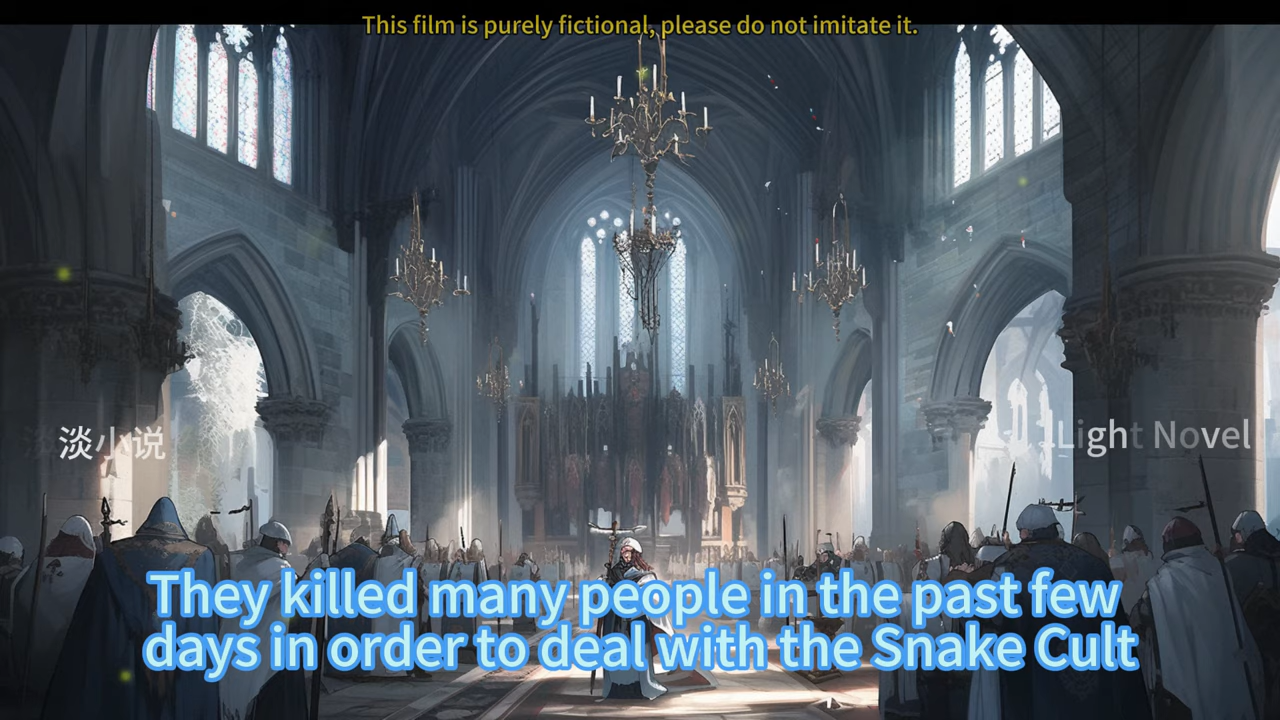 This film is purely fictional, please do not imitate it.
淡小说
Light Novel
They killed many people in the past few
days in order to deal with the Snake Cult